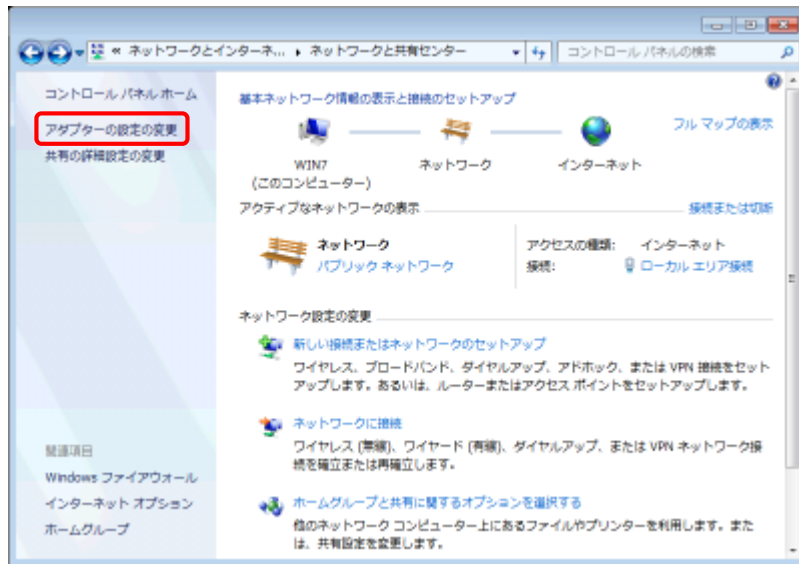 ネットワークとインターネ... ネットワークと共有センター コントロール パネルの検索
コントロール パネル ホーム
アダプターの設定の変更
共有の詳細設定の変更
基本ネットワーク情報の表示と接続のセットアップ
フル マップの表示
WIN7
(このコンピューター)
ネットワーク
インターネット
アクティブなネットワークの表示
接続または切断
ネットワーク
パブリック ネットワーク
アクセスの種類: インターネット
接続: ローカル エリア接続
ネットワーク設定の変更
新しい接続またはネットワークのセットアップ
ワイヤレス、ブロードバンド、ダイヤルアップ、アドホック、または VPN 接続をセット
アップします。あるいは、ルーターまたはアクセス ポイントをセットアップします。
ネットワークに接続
ワイヤレス (無線)、ワイヤード (有線)、ダイヤルアップ、または VPN ネットワーク接
続を確立または再確立します。
ホームグループと共有に関するオプションを選択する
他のネットワーク コンピューター上にあるファイルやプリンターを利用します。また
は、共有設定を変更します。
関連項目
Windows ファイアウォール
インターネット オプション
ホームグループ